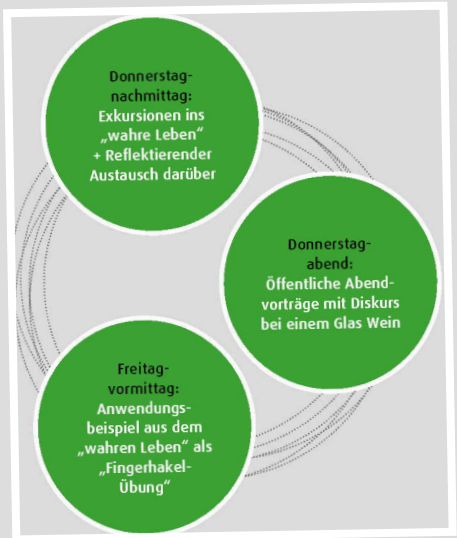 Donnerstag-
nachmittag:
Exkursionen ins
„wahre Leben“
+ Reflektierender
Austausch darüber
Donnerstag-
abend:
Öffentliche Abend-
vorträge mit Diskurs
bei einem Glas Wein
Freitag-
vormittag:
Anwendungs-
beispiel aus dem
„wahren Leben“ als
„Fingerhakel-
Übung“